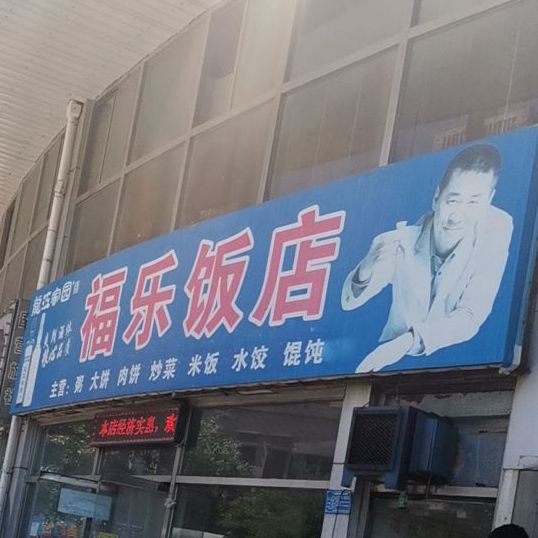 龍江家园
福乐饭店
主营：粥 大饼 肉饼 炒菜 米饭 水饺 馄饨
本店经济实惠，